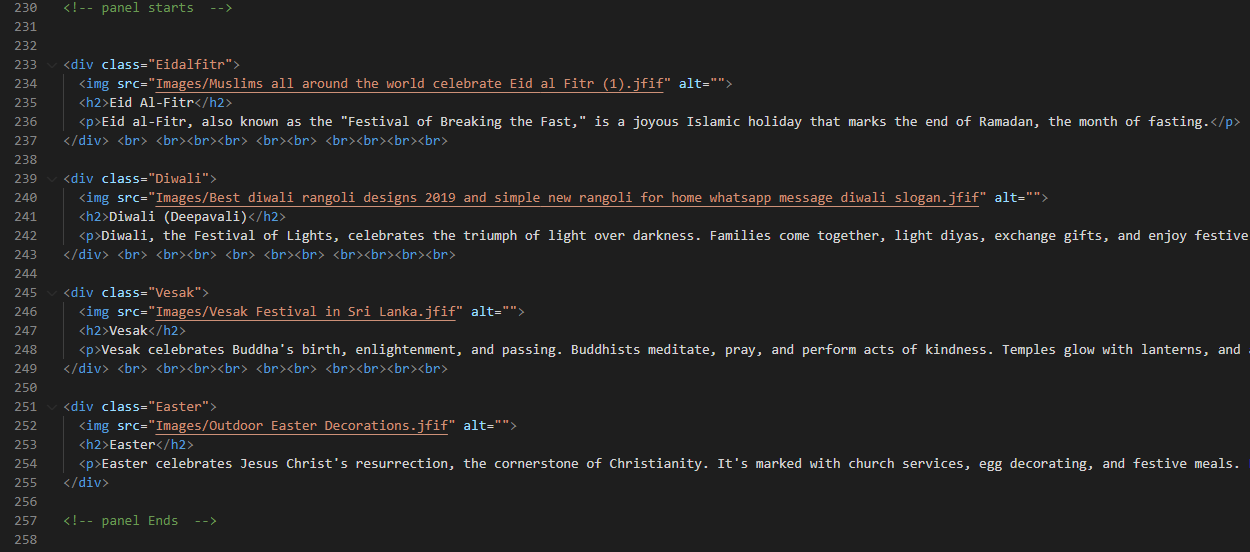 230 <!-- panel starts  -->
231
232
233 <div class="Eidalfitr">
234 <img src="Images/Muslims all around the world celebrate Eid al Fitr (1).jfif" alt="">
235 <h2>Eid Al-Fitr</h2>
236 <p>Eid al-Fitr, also known as the "Festival of Breaking the Fast," is a joyous Islamic holiday that marks the end of Ramadan, the month of fasting.</p>
237 </div> <br> <br><br><br> <br><br> <br><br><br><br>
238
239 <div class="Diwali">
240 <img src="Images/Best diwali rangoli designs 2019 and simple new rangoli for home whatsapp message diwali slogan.jfif" alt="">
241 <h2>Diwali (Deepavali)</h2>
242 <p>Diwali, the Festival of Lights, celebrates the triumph of light over darkness. Families come together, light diyas, exchange gifts, and enjoy festive
243 </div> <br> <br><br> <br> <br><br> <br><br><br><br>
244
245 <div class="Vesak">
246 <img src="Images/Vesak Festival in Sri Lanka.jfif" alt="">
247 <h2>Vesak</h2>
248 <p>Vesak celebrates Buddha's birth, enlightenment, and passing. Buddhists meditate, pray, and perform acts of kindness. Temples glow with lanterns, and
249 </div> <br> <br><br><br> <br><br> <br><br><br><br>
250
251 <div class="Easter">
252 <img src="Images/Outdoor Easter Decorations.jfif" alt="">
253 <h2>Easter</h2>
254 <p>Easter celebrates Jesus Christ's resurrection, the cornerstone of Christianity. It's marked with church services, egg decorating, and festive meals.
255 </div>
256
257 <!-- panel Ends  -->
258